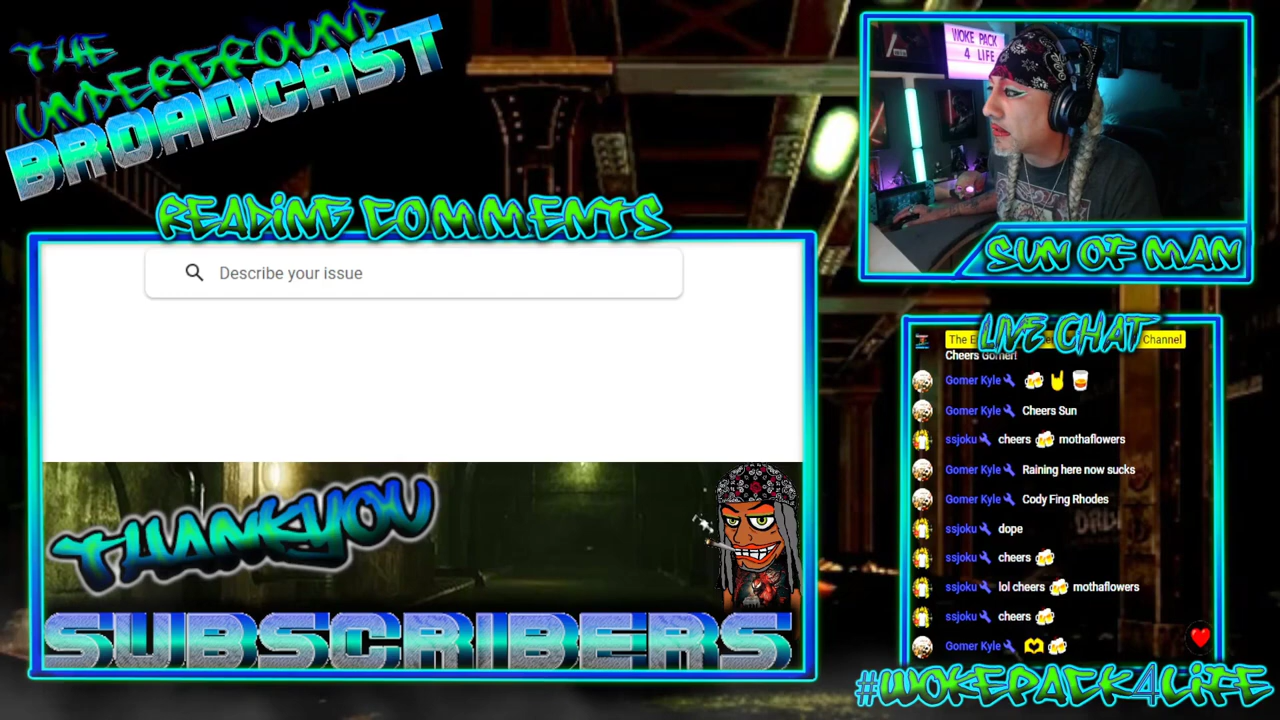 THE
UNDERGROUND
BROADCAST
READING COMMENTS
Describe your issue
THANKYOU
SUBSCRIBERS
WOKE PACK
4 LIFE
SUN OF MAN
LIVE CHAT
The E
Channel
Cheers Gomer!
Gomer Kyle 🍻 🤘 🥃
Gomer Kyle Cheers Sun
ssjoku cheers 🍻 mothaflowers
Gomer Kyle Raining here now sucks
Gomer Kyle Cody Fing Rhodes
ssjoku dope
ssjoku cheers 🍻
ssjoku lol cheers 🍻 mothaflowers
ssjoku cheers 🍻
Gomer Kyle 🫶 🍻
#WOKEPACK4LIFE